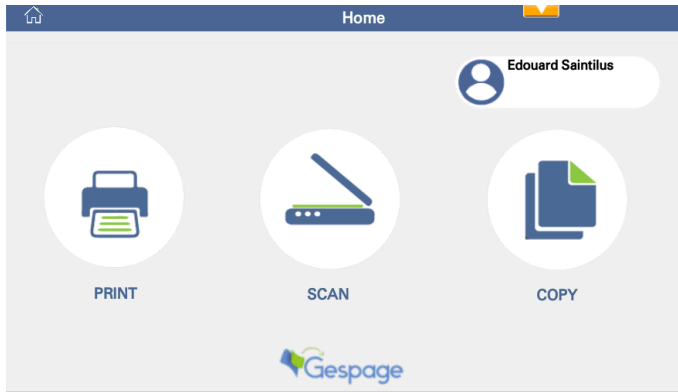 Home
Edouard Saintilus
PRINT
SCAN
COPY
Gespage